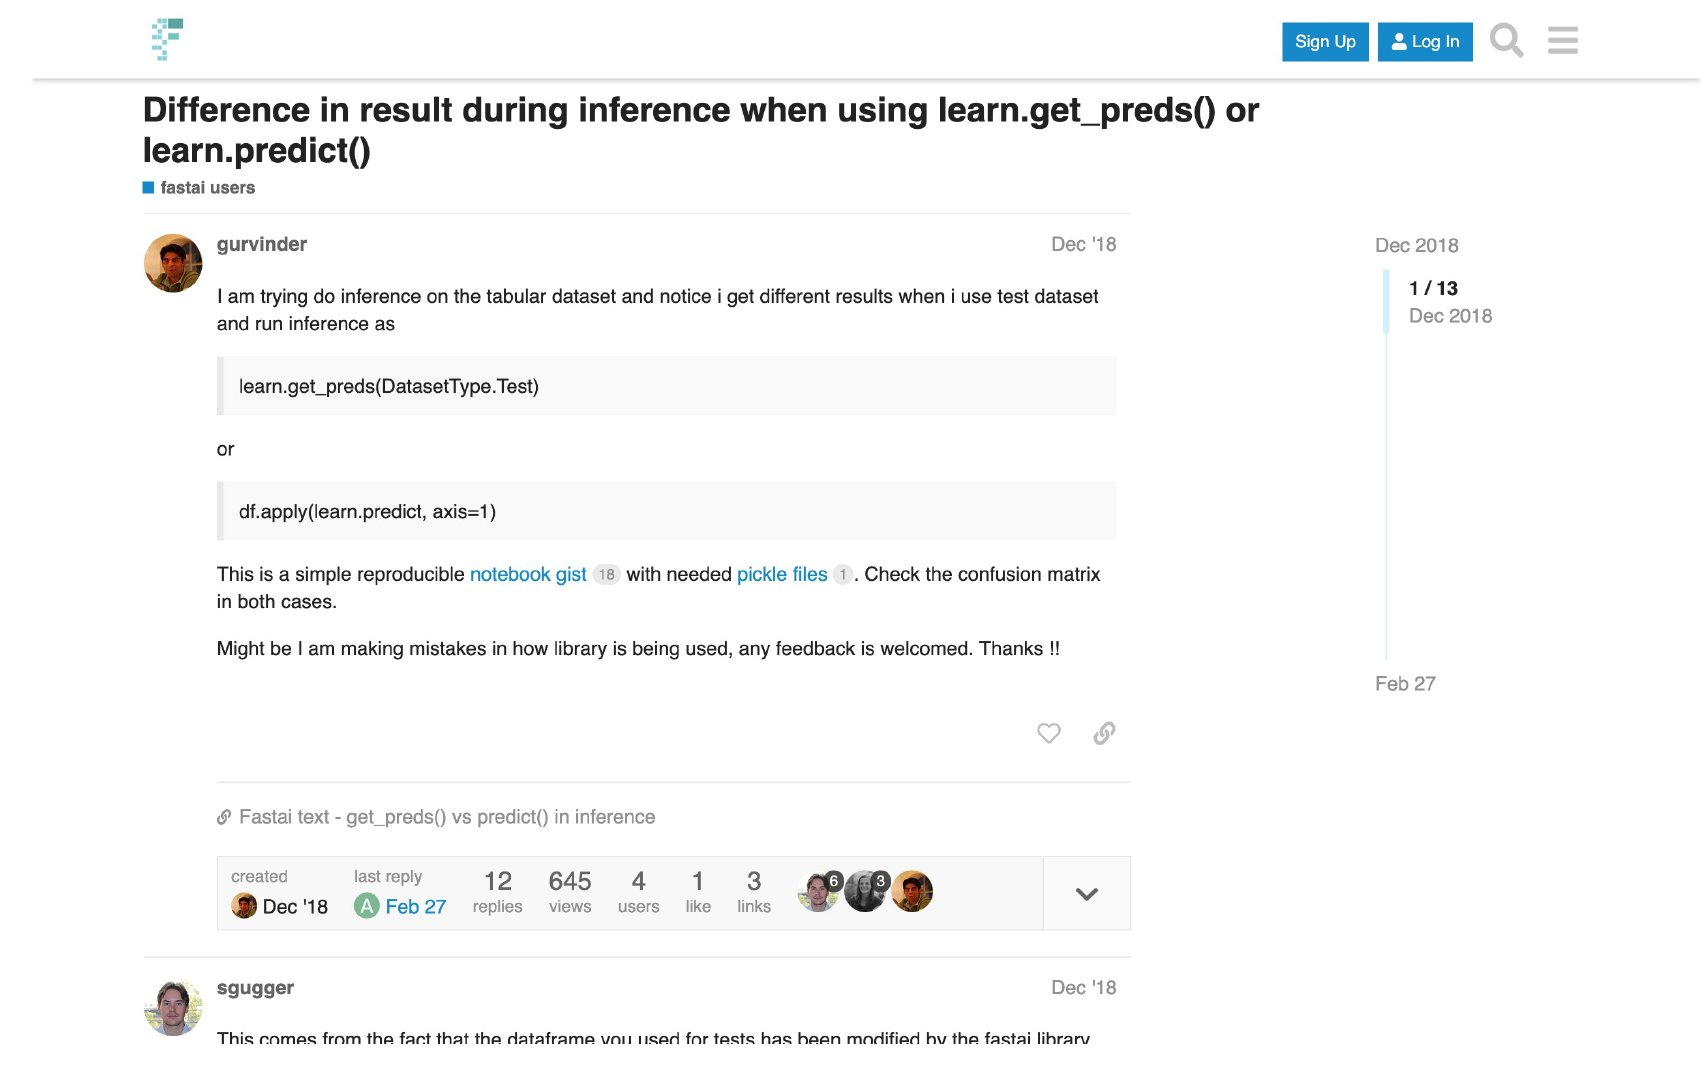 Sign Up
Log In
Difference in result during inference when using learn.get_preds() or
learn.predict()
fastai users
gurvinder
Dec '18
I am trying do inference on the tabular dataset and notice i get different results when i use test dataset
and run inference as
learn.get_preds(DatasetType.Test)
or
df.apply(learn.predict, axis=1)
This is a simple reproducible notebook gist 18 with needed pickle files 1 . Check the confusion matrix
in both cases.
Might be I am making mistakes in how library is being used, any feedback is welcomed. Thanks !!
Dec 2018
1 / 13
Dec 2018
Feb 27
Fastai text - get_preds() vs predict() in inference
created
Dec '18
last reply
A Feb 27
12
replies
645
views
4
users
1
like
3
links
6
3
sgugger
Dec '18
This comes from the fact that the dataframe you used for tests has been modified by the fastai library